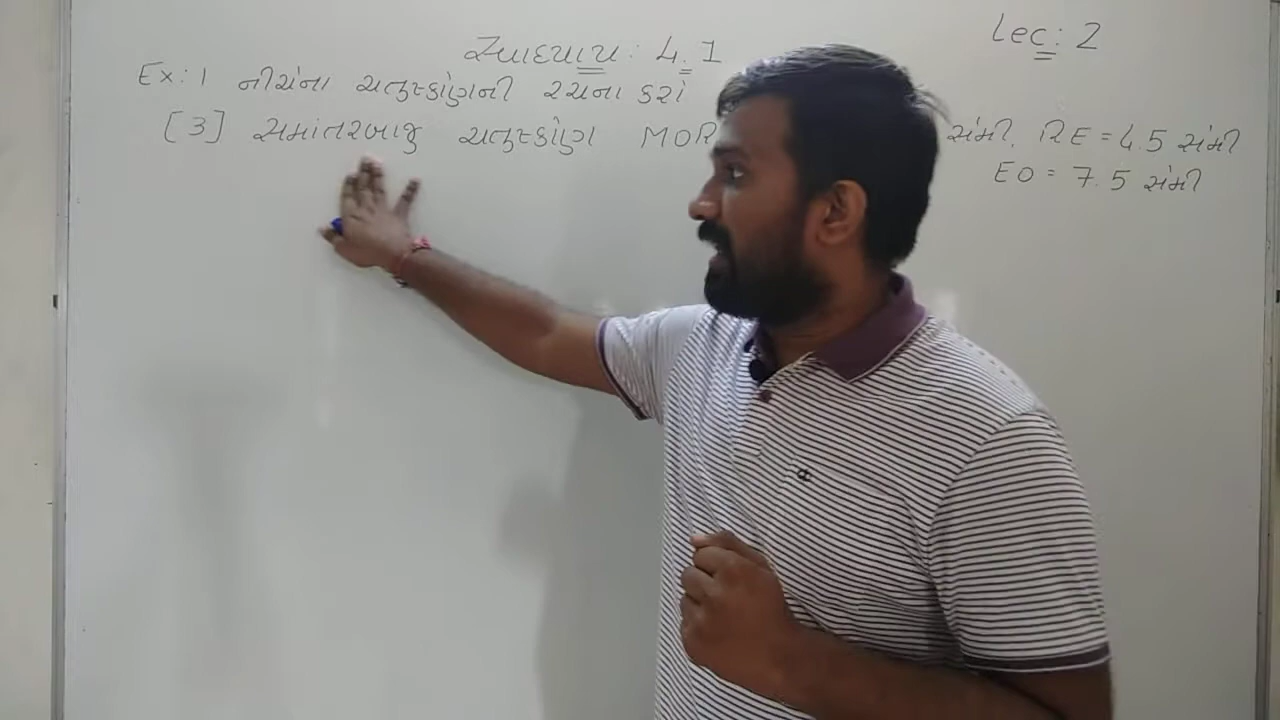 સ્વાધ્યાય : 4.1
Lec : 2
Ex : 1 નીચેના ચતુષ્કોણની રચના કરો
[3] સમાંતરબાજુ ચતુષ્કોણ MOR સેમી, RE = 4.5 સેમી
EO = 7.5 સેમી